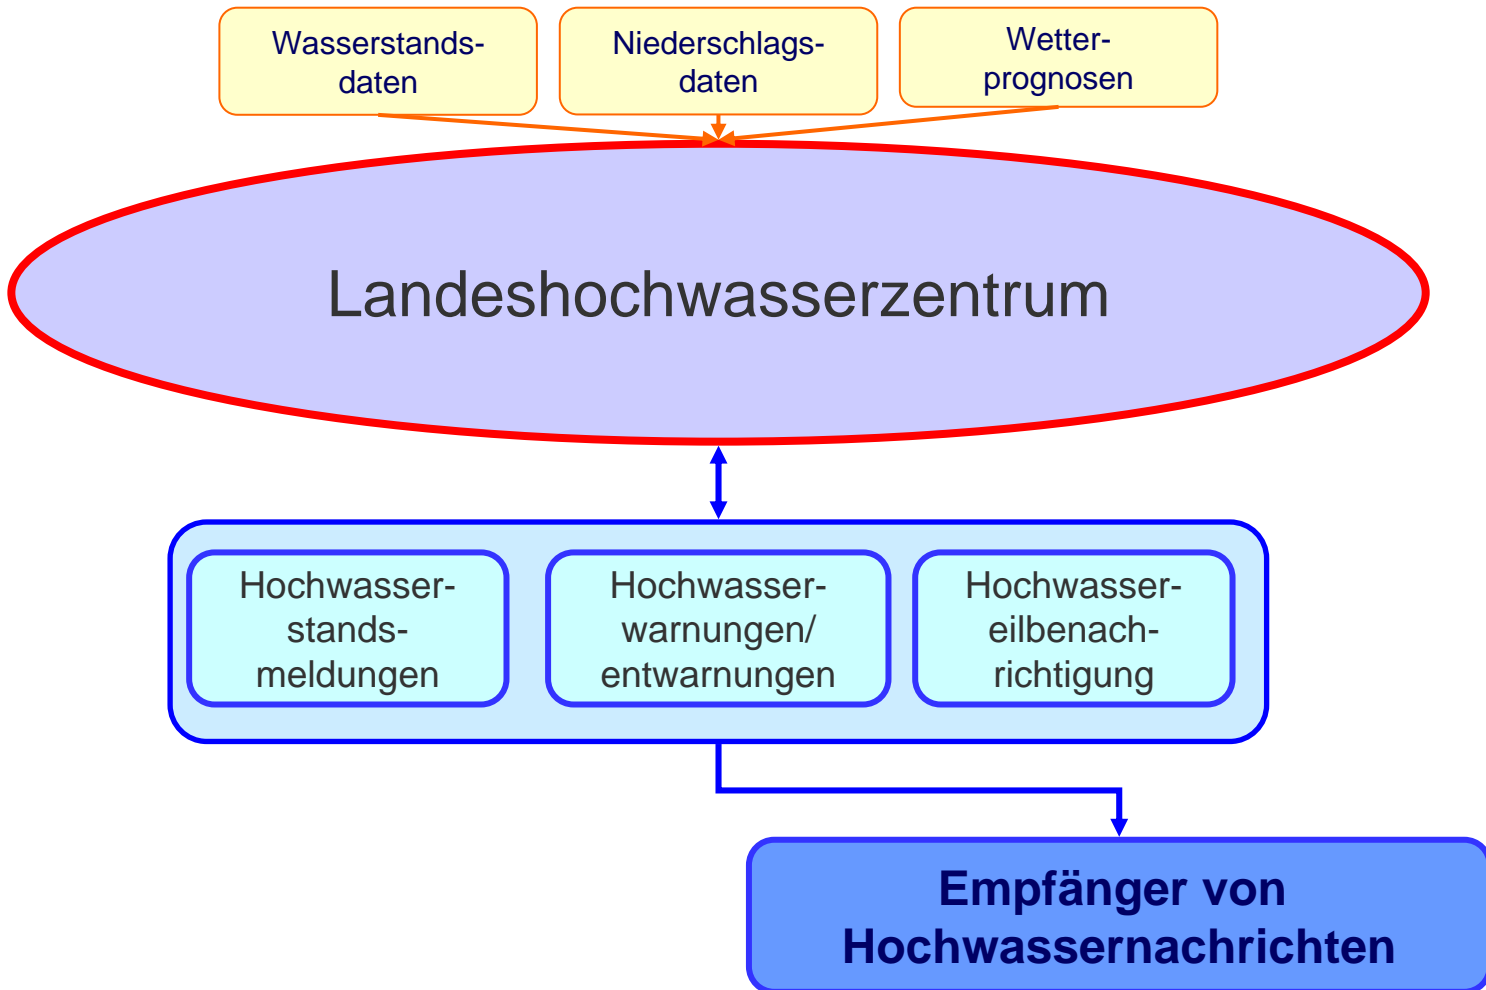 Wasserstands-
daten
Niederschlags-
daten
Wetter-
prognosen
Landeshochwasserzentrum
Hochwasser-
stands-
meldungen
Hochwasser-
warnungen/
entwarnungen
Hochwasser-
eilbenach-
richtigung
Empfänger von
Hochwassernachrichten